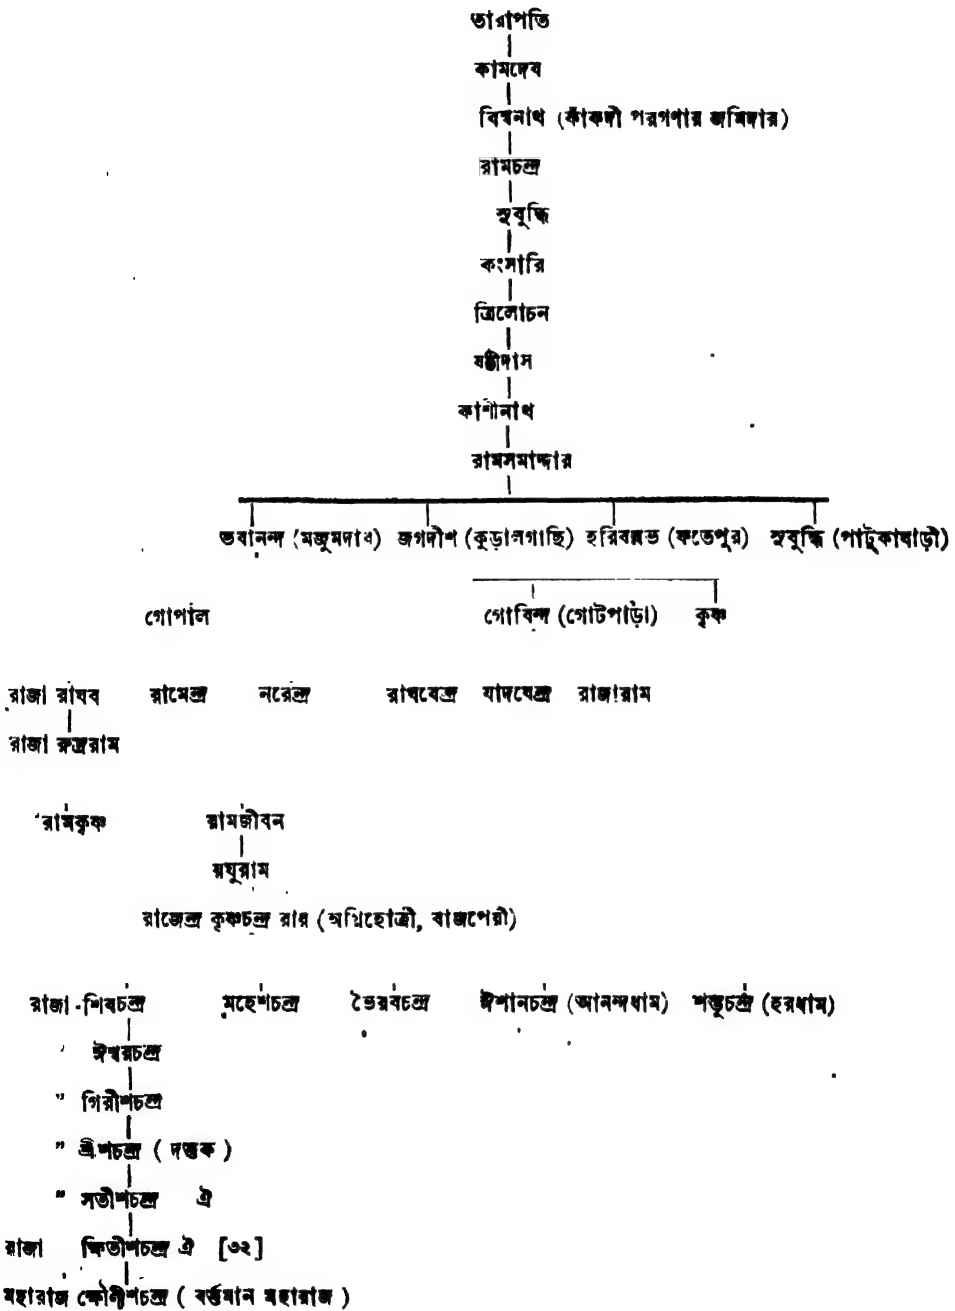 তারাপতি
কামদেব
বিশ্বনাথ (কাঁকদী পরগণার জমিদার)
রামচন্দ্র
সুবুদ্ধি
কংসারি
ত্রিলোচন
ষষ্ঠীদাস
কাশীনাথ
রামসমাদ্দার
ভবানন্দ (মজুমদার) জগদীশ (কুড়ালগাছি) হরিবল্লভ (ফতেপুর) সুবুদ্ধি (পাটুকাবাড়ী)
গোপাল গোবিন্দ (গোটপাড়া) কৃষ্ণ
রাজা রাঘব রামেন্দ্র নরেন্দ্র রাঘবেন্দ্র যাদবেন্দ্র রাজারাম
রাজা রুদ্ররাম
রামকৃষ্ণ রামজীবন
রঘুরাম
রাজেন্দ্র কৃষ্ণচন্দ্র রায় (অগ্নিহোত্রী, বাজপেয়ী)
রাজা শিবচন্দ্র মহেশচন্দ্র ভৈরবচন্দ্র ঈশানচন্দ্র (আনন্দধাম) শম্ভুচন্দ্র (হরধাম)
ঈশ্বরচন্দ্র
" গিরীশচন্দ্র
" শ্রীশচন্দ্র ( দত্তক )
" সতীশচন্দ্র ঐ
রাজা ক্ষিতীশচন্দ্র ঐ [৩২]
মহারাজ ক্ষৌণীশচন্দ্র ( বর্ত্তমান মহারাজ )